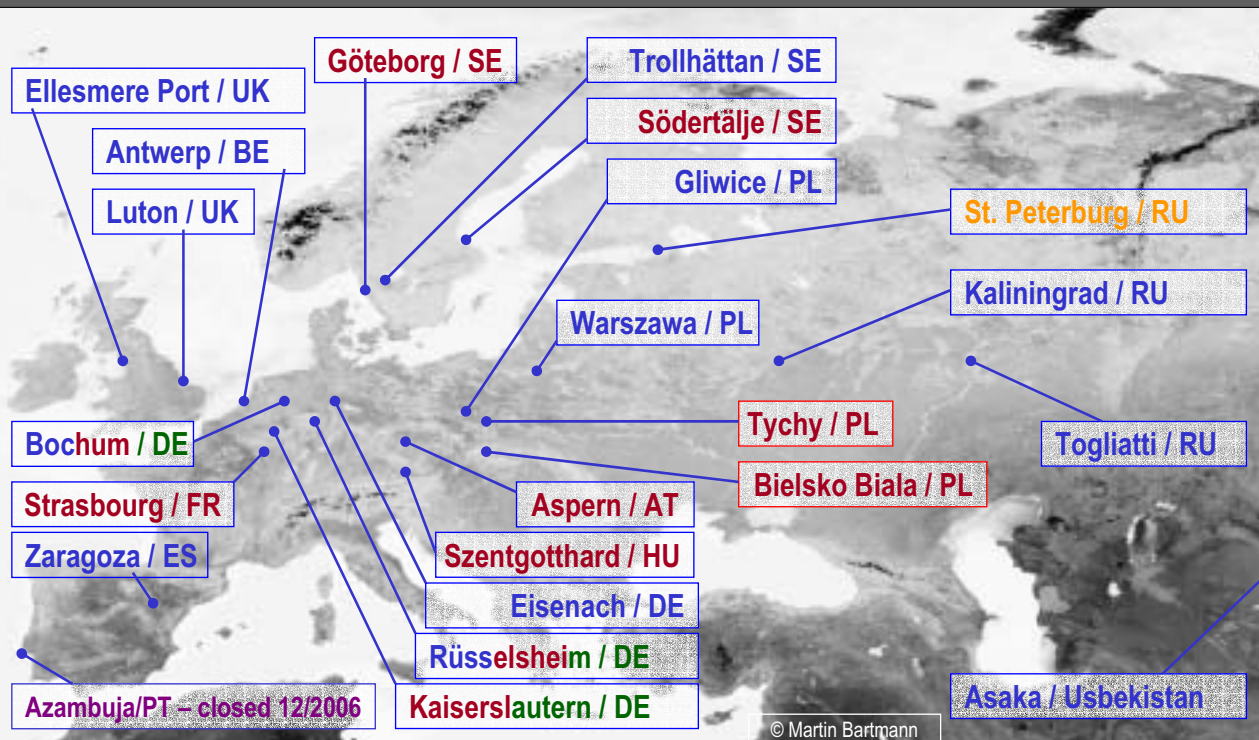 Göteborg / SE
Trollhättan / SE
Ellesmere Port / UK
Södertälje / SE
Antwerp / BE
Gliwice / PL
Luton / UK
St. Peterburg / RU
Kaliningrad / RU
Warszawa / PL
Tychy / PL
Bochum / DE
Togliatti / RU
Bielsko Biala / PL
Strasbourg / FR
Aspern / AT
Zaragoza / ES
Szentgotthard / HU
Eisenach / DE
Rüsselsheim / DE
Azambuja/PT – closed 12/2006
Kaiserslautern / DE
Asaka / Usbekistan
© Martin Bartmann